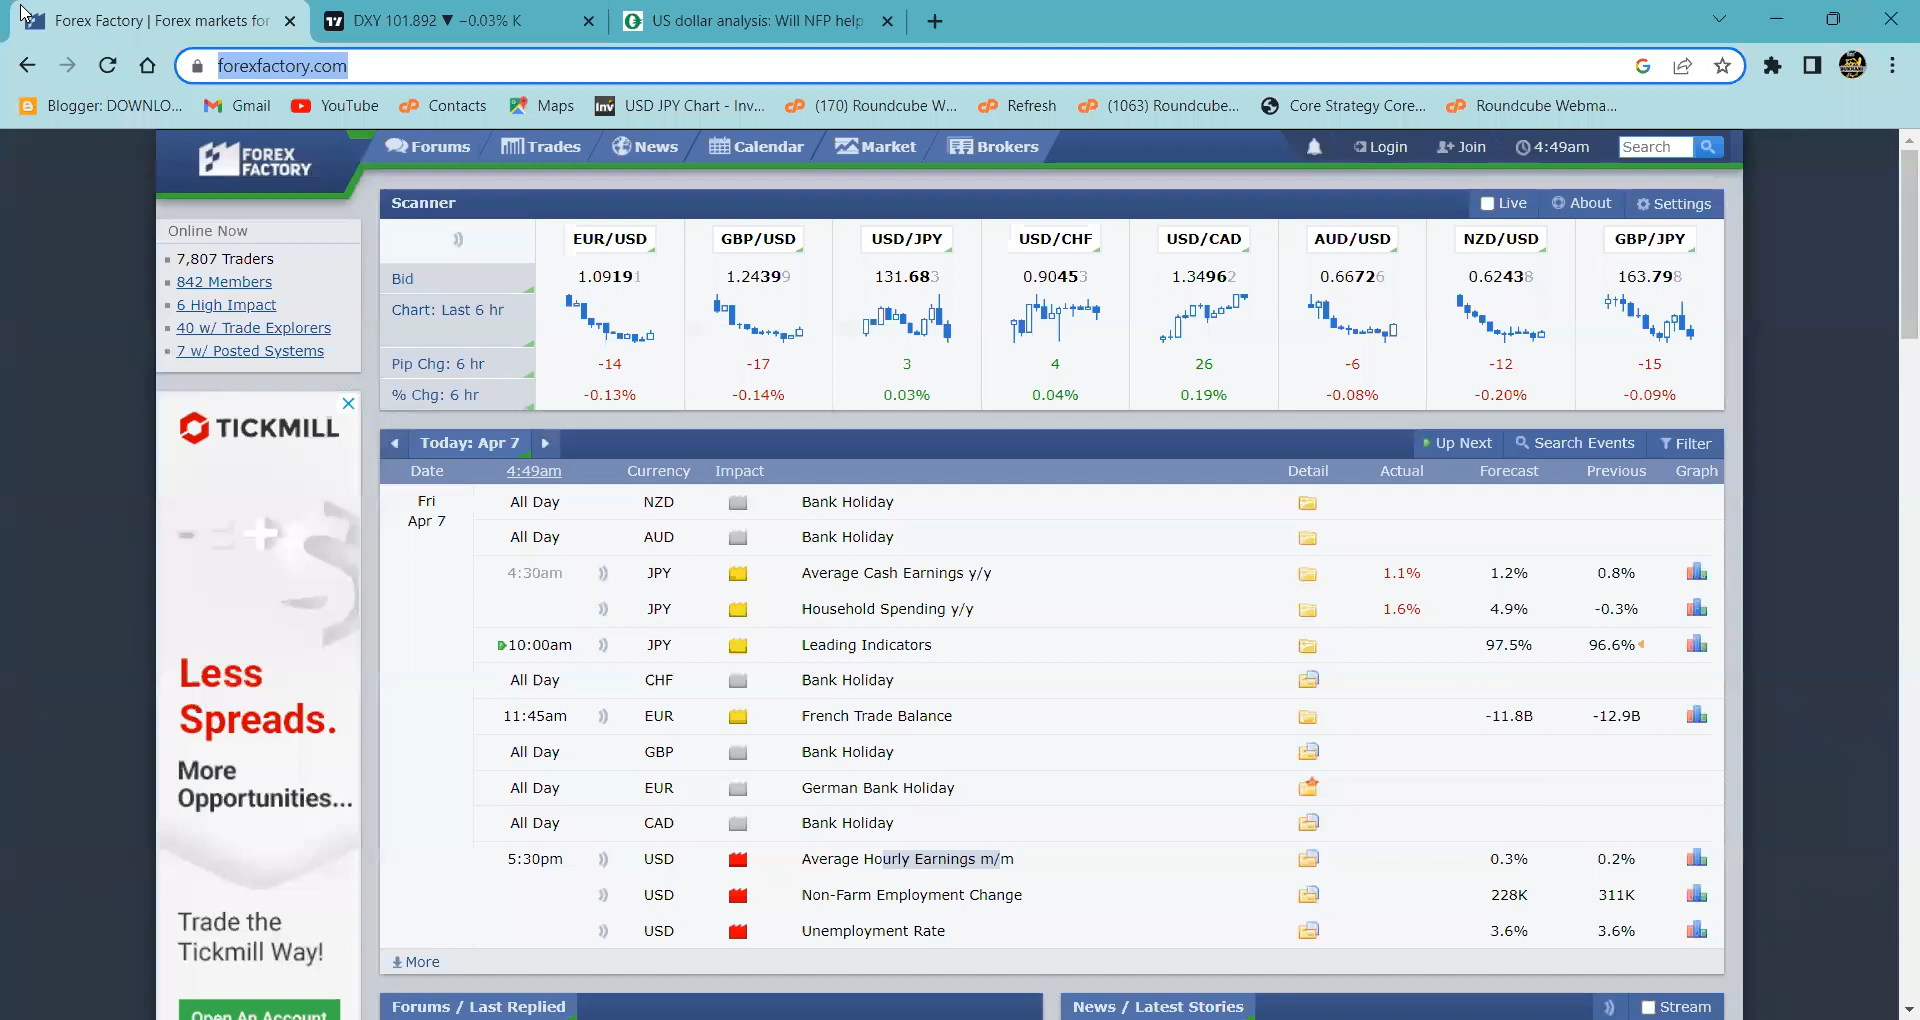 Forex Factory | Forex markets for
DXY 101.892 ▼ −0.03% K
US dollar analysis: Will NFP help
forexfactory.com
Blogger: DOWNLO...
Gmail
YouTube
Contacts
Maps
Inv
USD JPY Chart - Inv...
(170) Roundcube W...
Refresh
(1063) Roundcube...
Core Strategy Core...
Roundcube Webma...
FOREX FACTORY
Forums
Trades
News
Calendar
Market
Brokers
Login
Join
4:49am
Search
Scanner
Live
About
Settings
Online Now
7,807 Traders
842 Members
6 High Impact
40 w/ Trade Explorers
7 w/ Posted Systems
EUR/USD GBP/USD USD/JPY USD/CHF USD/CAD AUD/USD NZD/USD GBP/JPY
Bid 1.09191 1.24399 131.683 0.90453 1.34962 0.66726 0.62438 163.798
Chart: Last 6 hr
Pip Chg: 6 hr -14 -17 3 4 26 -6 -12 -15
% Chg: 6 hr -0.13% -0.14% 0.03% 0.04% 0.19% -0.08% -0.20% -0.09%
TICKMILL
Less
Spreads.
More
Opportunities...
Trade the
Tickmill Way!
Open An Account
Today: Apr 7
Up Next
Search Events
Filter
Date 4:49am Currency Impact Detail Actual Forecast Previous Graph
Fri
Apr 7
All Day NZD Bank Holiday
All Day AUD Bank Holiday
4:30am JPY Average Cash Earnings y/y 1.1% 1.2% 0.8%
JPY Household Spending y/y 1.6% 4.9% -0.3%
10:00am JPY Leading Indicators 97.5% 96.6%
All Day CHF Bank Holiday
11:45am EUR French Trade Balance -11.8B -12.9B
All Day GBP Bank Holiday
All Day EUR German Bank Holiday
All Day CAD Bank Holiday
5:30pm USD Average Hourly Earnings m/m 0.3% 0.2%
USD Non-Farm Employment Change 228K 311K
USD Unemployment Rate 3.6% 3.6%
More
Forums / Last Replied
News / Latest Stories
Stream